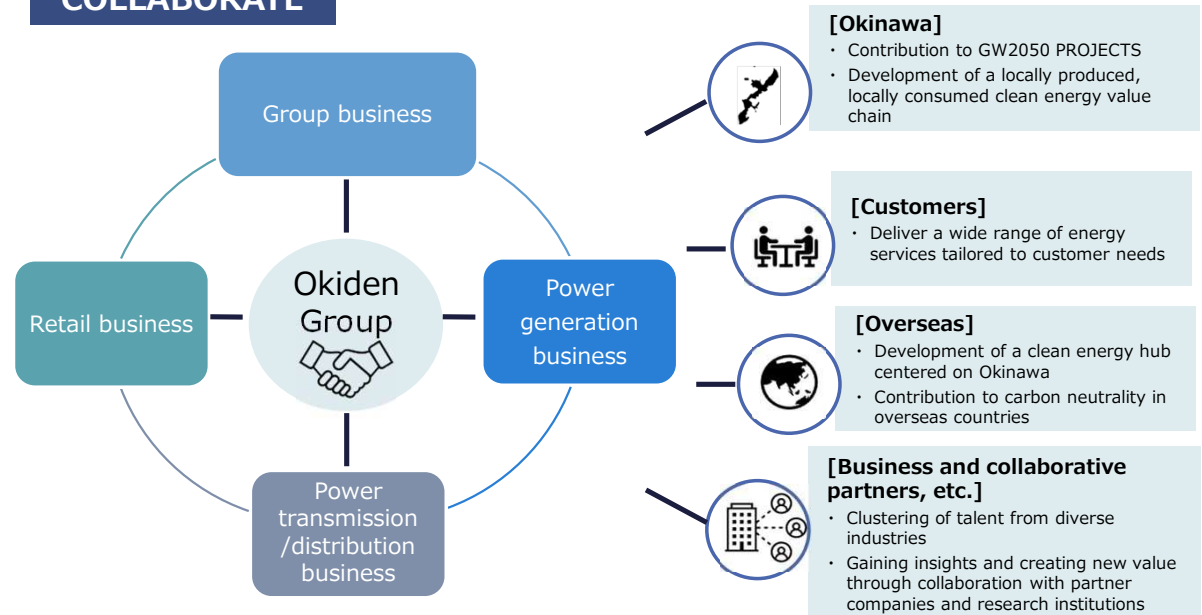 COLLABORATE
Group business
Retail business
Okiden
Group
Power
generation
business
Power
transmission
/distribution
business
[Okinawa]
・ Contribution to GW2050 PROJECTS
・ Development of a locally produced,
locally consumed clean energy value
chain
[Customers]
・ Deliver a wide range of energy
services tailored to customer needs
[Overseas]
・ Development of a clean energy hub
centered on Okinawa
・ Contribution to carbon neutrality in
overseas countries
[Business and collaborative
partners, etc.]
・ Clustering of talent from diverse
industries
・ Gaining insights and creating new value
through collaboration with partner
companies and research institutions